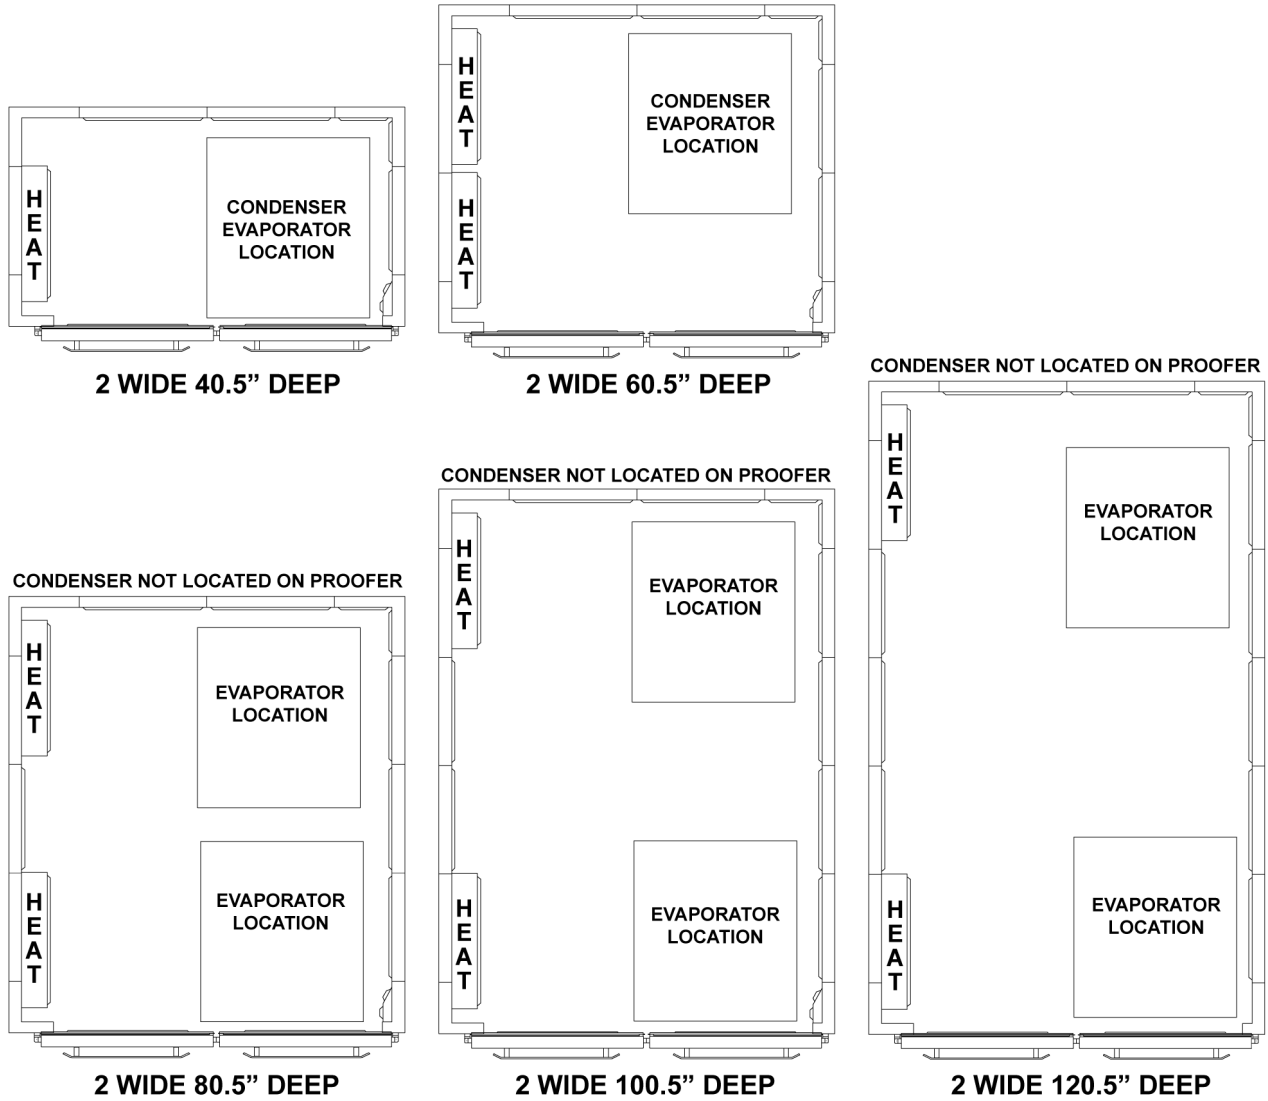 HEAT
CONDENSER
EVAPORATOR
LOCATION
2 WIDE 40.5” DEEP
HEAT
HEAT
CONDENSER
EVAPORATOR
LOCATION
2 WIDE 60.5” DEEP
CONDENSER NOT LOCATED ON PROOFER
HEAT
HEAT
EVAPORATOR
LOCATION
EVAPORATOR
LOCATION
2 WIDE 80.5” DEEP
CONDENSER NOT LOCATED ON PROOFER
HEAT
HEAT
EVAPORATOR
LOCATION
EVAPORATOR
LOCATION
2 WIDE 100.5” DEEP
CONDENSER NOT LOCATED ON PROOFER
HEAT
HEAT
EVAPORATOR
LOCATION
EVAPORATOR
LOCATION
2 WIDE 120.5” DEEP